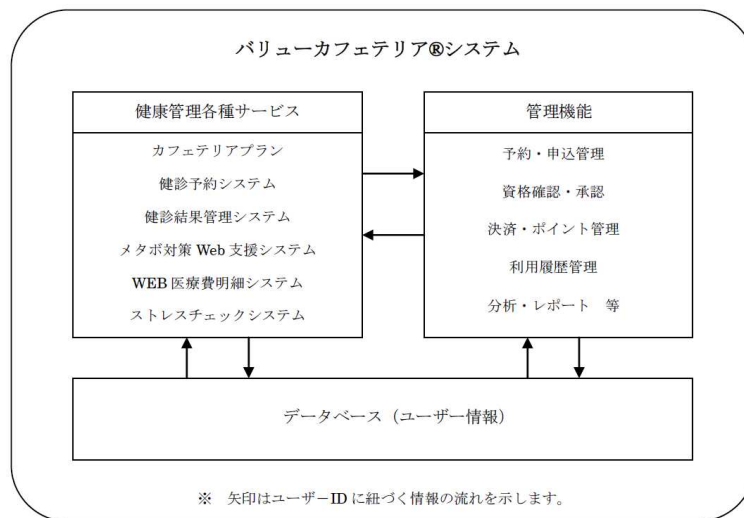 バリューカフェテリア®システム
健康管理各種サービス
カフェテリアプラン
健診予約システム
健診結果管理システム
メタボ対策 Web 支援システム
WEB 医療費明細システム
ストレスチェックシステム
管理機能
予約・申込管理
資格確認・承認
決済・ポイント管理
利用履歴管理
分析・レポート　等
データベース（ユーザー情報）
※　矢印はユーザーID に紐づく情報の流れを示します。